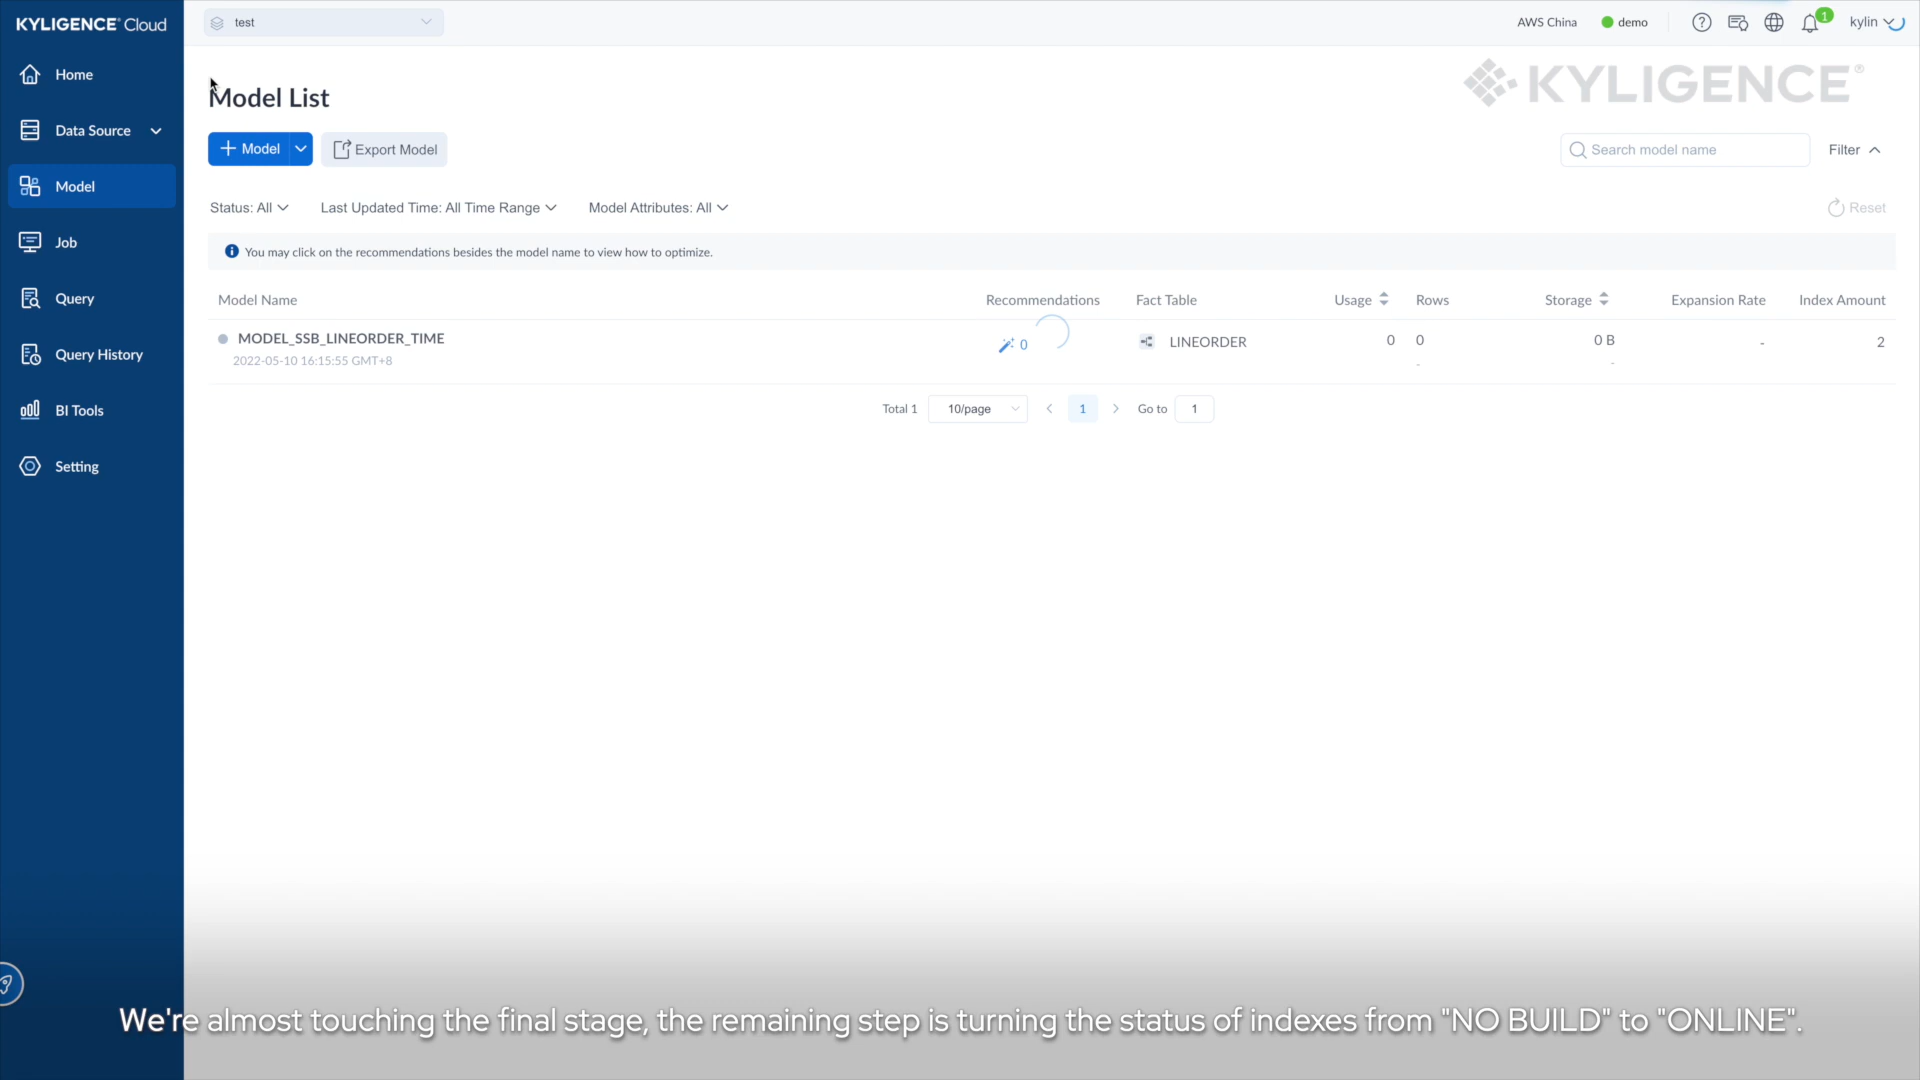 KYLIGENCE® Cloud
test
AWS China
demo
1
kylin
Home
Data Source
Model
Job
Query
Query History
BI Tools
Setting
Model List
KYLIGENCE®
Model
Export Model
Search model name
Filter
Status: All
Last Updated Time: All Time Range
Model Attributes: All
Reset
You may click on the recommendations besides the model name to view how to optimize.
Model Name Recommendations Fact Table Usage Rows Storage Expansion Rate Index Amount
MODEL_SSB_LINEORDER_TIME 0 LINEORDER 0 0 0 B - 2
2022-05-10 16:15:55 GMT+8 - -
Total 1 10/page 1 Go to 1
We're almost touching the final stage, the remaining step is turning the status of indexes from "NO BUILD" to "ONLINE".